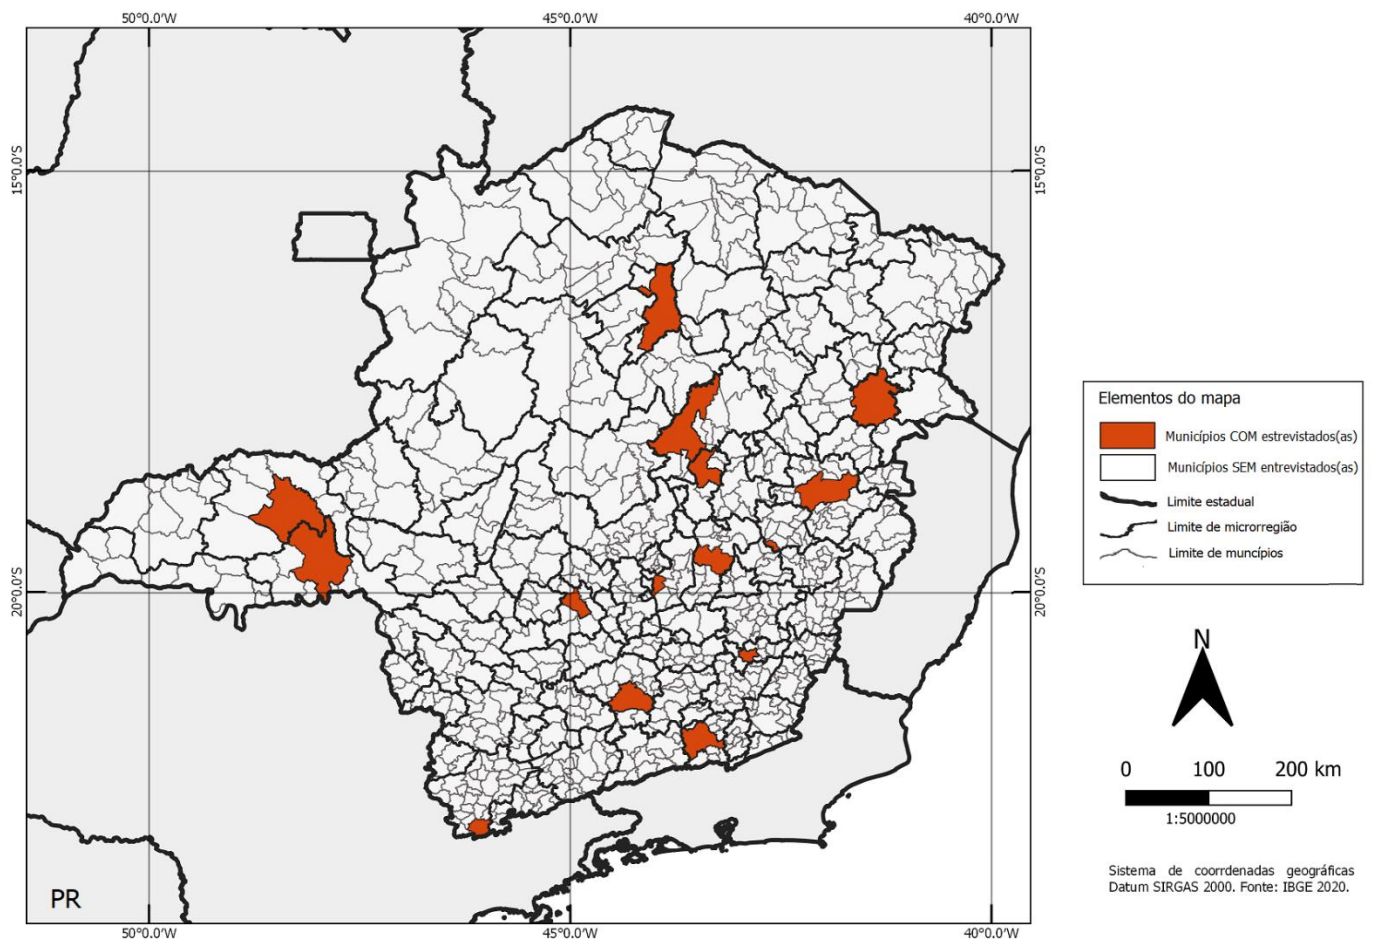 50°0.0′W 45°0.0′W 40°0.0′W
15°0.0′S 15°0.0′S
20°0.0′S 20°0.0′S
PR
50°0.0′W 45°0.0′W 40°0.0′W
Elementos do mapa
Municípios COM estrevistados(as)
Municípios SEM entrevistados(as)
Limite estadual
Limite de microrregião
Limite de muncípios
N
0 100 200 km
1:5000000
Sistema de coorrdenadas geográficas
Datum SIRGAS 2000. Fonte: IBGE 2020.